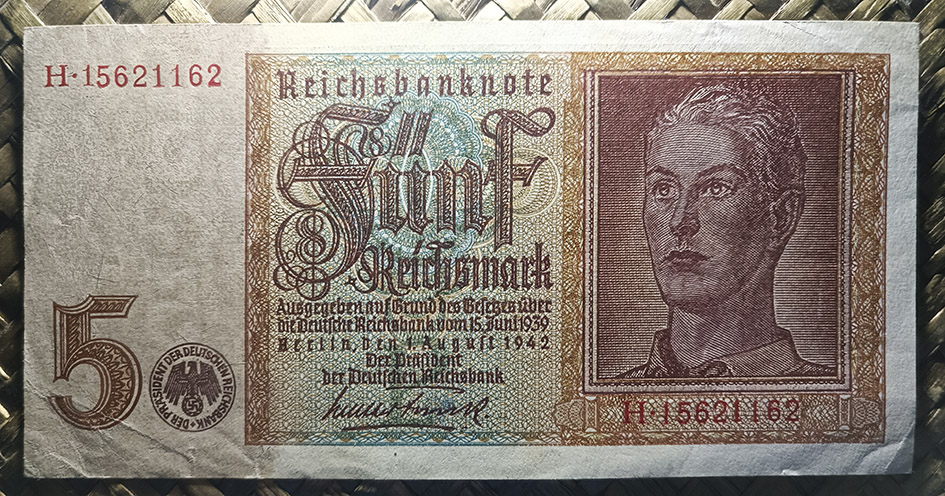 H·15621162
Reichsbanknote
Fünf
Reichsmark
Ausgegeben auf Grund des Gesetzes über
die Deutsche Reichsbank vom 15. Juni 1939
Berlin, den 1. August 1942
Der Präsident
der Deutschen Reichsbank
5
DER PRÄSIDENT DER DEUTSCHEN REICHSBANK
H·15621162